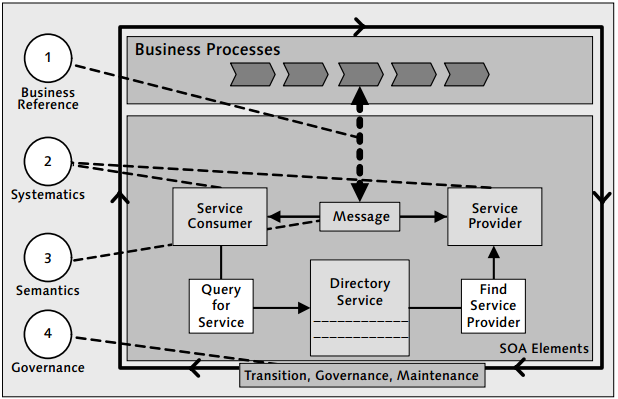 1
Business
Reference
2
Systematics
3
Semantics
4
Governance
Business Processes
Service
Consumer
Message
Service
Provider
Query
for
Service
Directory
Service
Find
Service
Provider
SOA Elements
Transition, Governance, Maintenance